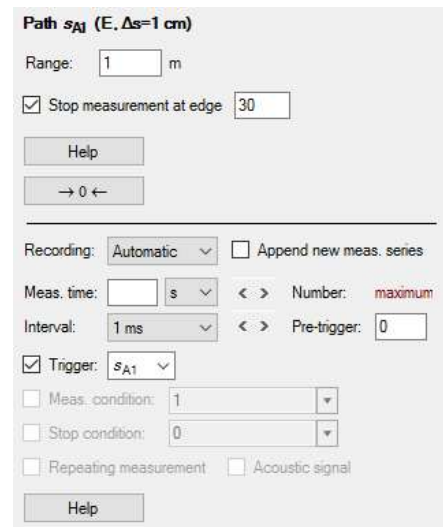 Path sA1 (E, Δs=1 cm)
Range: 1 m
Stop measurement at edge 30
Help
→ 0 ←
Recording: Automatic Append new meas. series
Meas. time: s < > Number: maximum
Interval: 1 ms < > Pre-trigger: 0
Trigger: sA1
Meas. condition: 1
Stop condition: 0
Repeating measurement Acoustic signal
Help